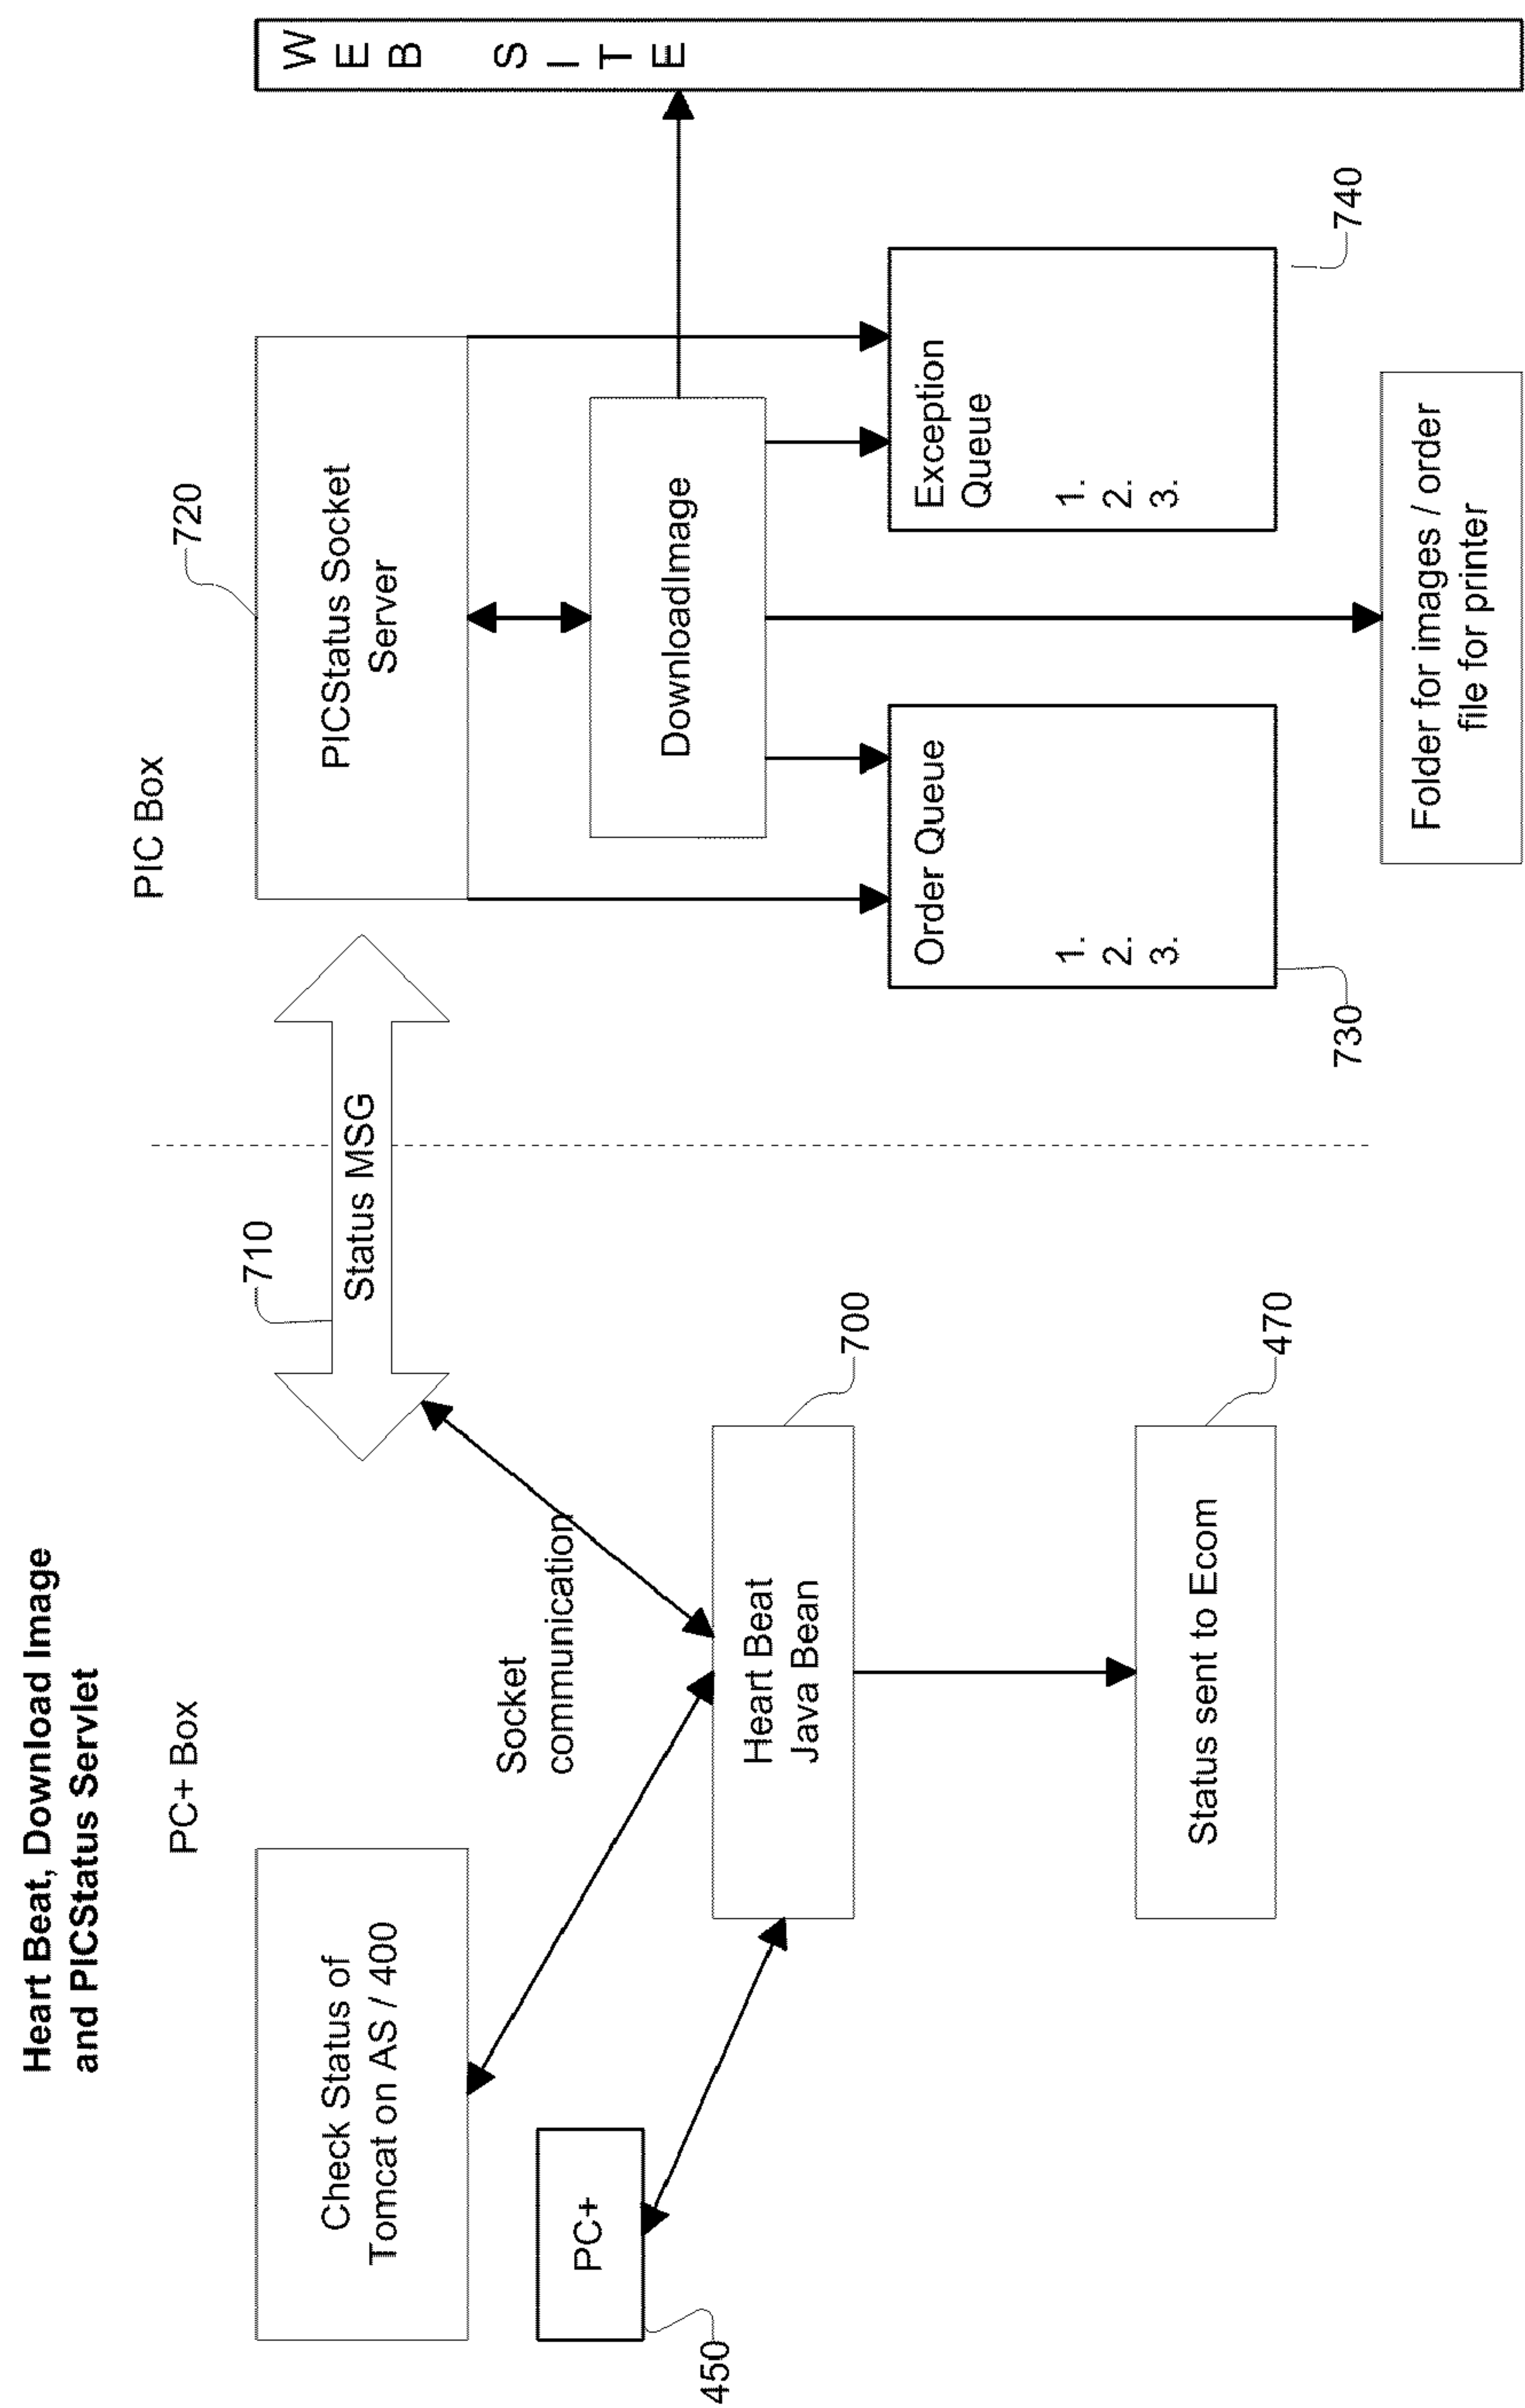 Heart Beat, Download Image
and PICStatus Servlet
PC+ Box
PIC Box
Check Status of
Tomcat on AS / 400
PC+
450
Socket
communication
Heart Beat
Java Bean
700
Status sent to Ecom
470
710
Status MSG
720
PICStatus Socket
Server
DownloadImage
Order Queue
1.
2.
3.
730
Exception
Queue
1.
2.
3.
740
Folder for images / order
file for printer
W
E
B
S
I
T
E